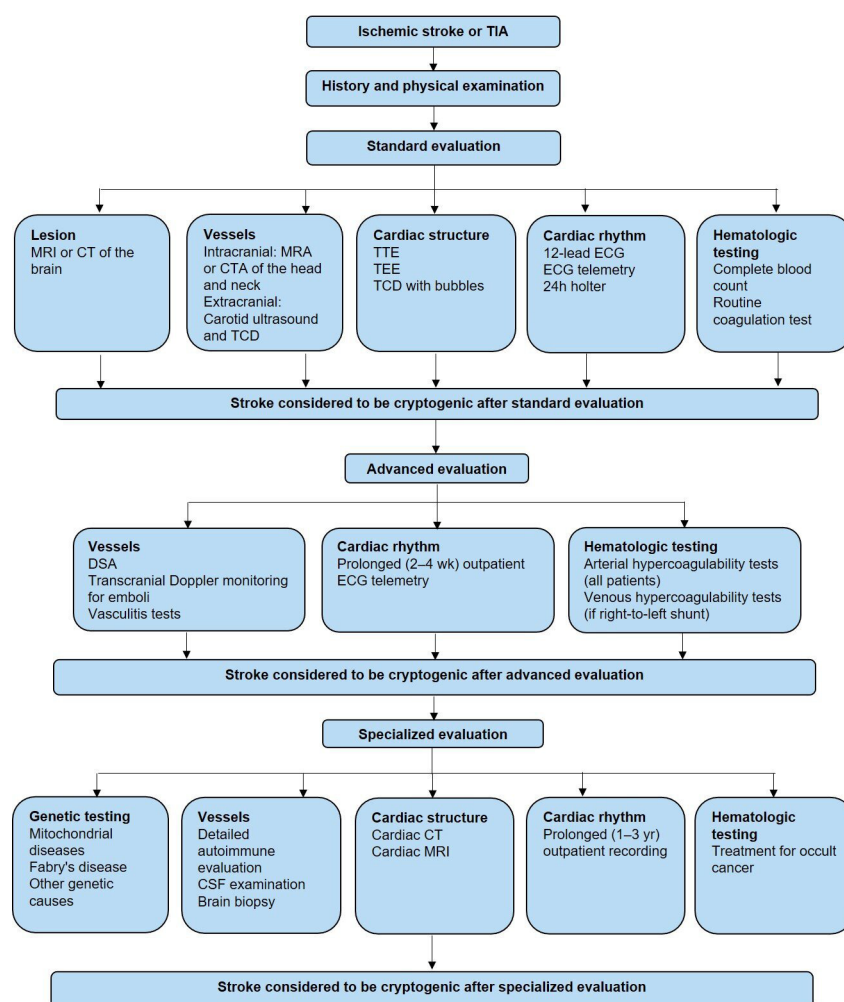 Ischemic stroke or TIA
History and physical examination
Standard evaluation
Lesion
MRI or CT of the
brain
Vessels
Intracranial: MRA
or CTA of the head
and neck
Extracranial:
Carotid ultrasound
and TCD
Cardiac structure
TTE
TEE
TCD with bubbles
Cardiac rhythm
12-lead ECG
ECG telemetry
24h holter
Hematologic
testing
Complete blood
count
Routine
coagulation test
Stroke considered to be cryptogenic after standard evaluation
Advanced evaluation
Vessels
DSA
Transcranial Doppler monitoring
for emboli
Vasculitis tests
Cardiac rhythm
Prolonged (2–4 wk) outpatient
ECG telemetry
Hematologic testing
Arterial hypercoagulability tests
(all patients)
Venous hypercoagulability tests
(if right-to-left shunt)
Stroke considered to be cryptogenic after advanced evaluation
Specialized evaluation
Genetic testing
Mitochondrial
diseases
Fabry's disease
Other genetic
causes
Vessels
Detailed
autoimmune
evaluation
CSF examination
Brain biopsy
Cardiac structure
Cardiac CT
Cardiac MRI
Cardiac rhythm
Prolonged (1–3 yr)
outpatient recording
Hematologic
testing
Treatment for occult
cancer
Stroke considered to be cryptogenic after specialized evaluation